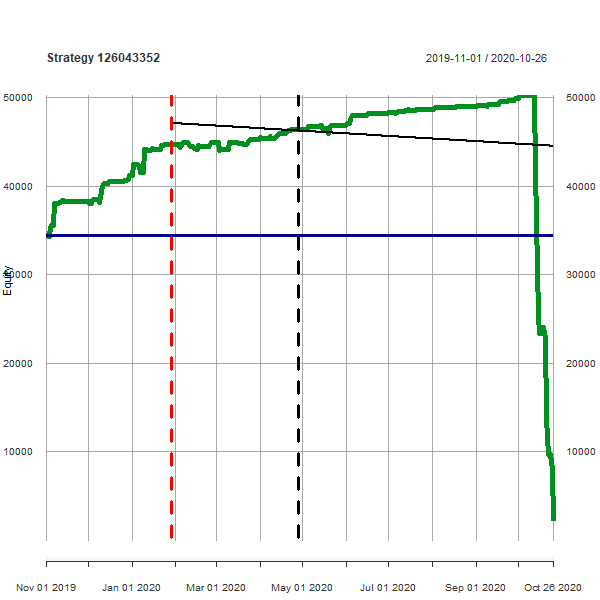 Strategy 126043352
2019-11-01 / 2020-10-26
50000
50000
40000
40000
Equity
30000
30000
20000
20000
10000
10000
Nov 01 2019
Jan 01 2020
Mar 01 2020
May 01 2020
Jul 01 2020
Sep 01 2020
Oct 26 2020